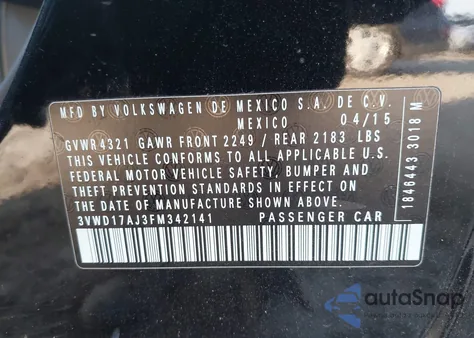 MFD BY VOLKSWAGEN DE MEXICO S.A. DE C.V.
MEXICO 04/15
GVWR4321 GAWR FRONT 2249 / REAR 2183 LBS
THIS VEHICLE CONFORMS TO ALL APPLICABLE U.S.
FEDERAL MOTOR VEHICLE SAFETY, BUMPER AND
THEFT PREVENTION STANDARDS IN EFFECT ON
THE DATE OF MANUFACTURE SHOWN ABOVE.
3VWD17AJ3FM342141 PASSENGER CAR
1846443 3018 M
autoSnap